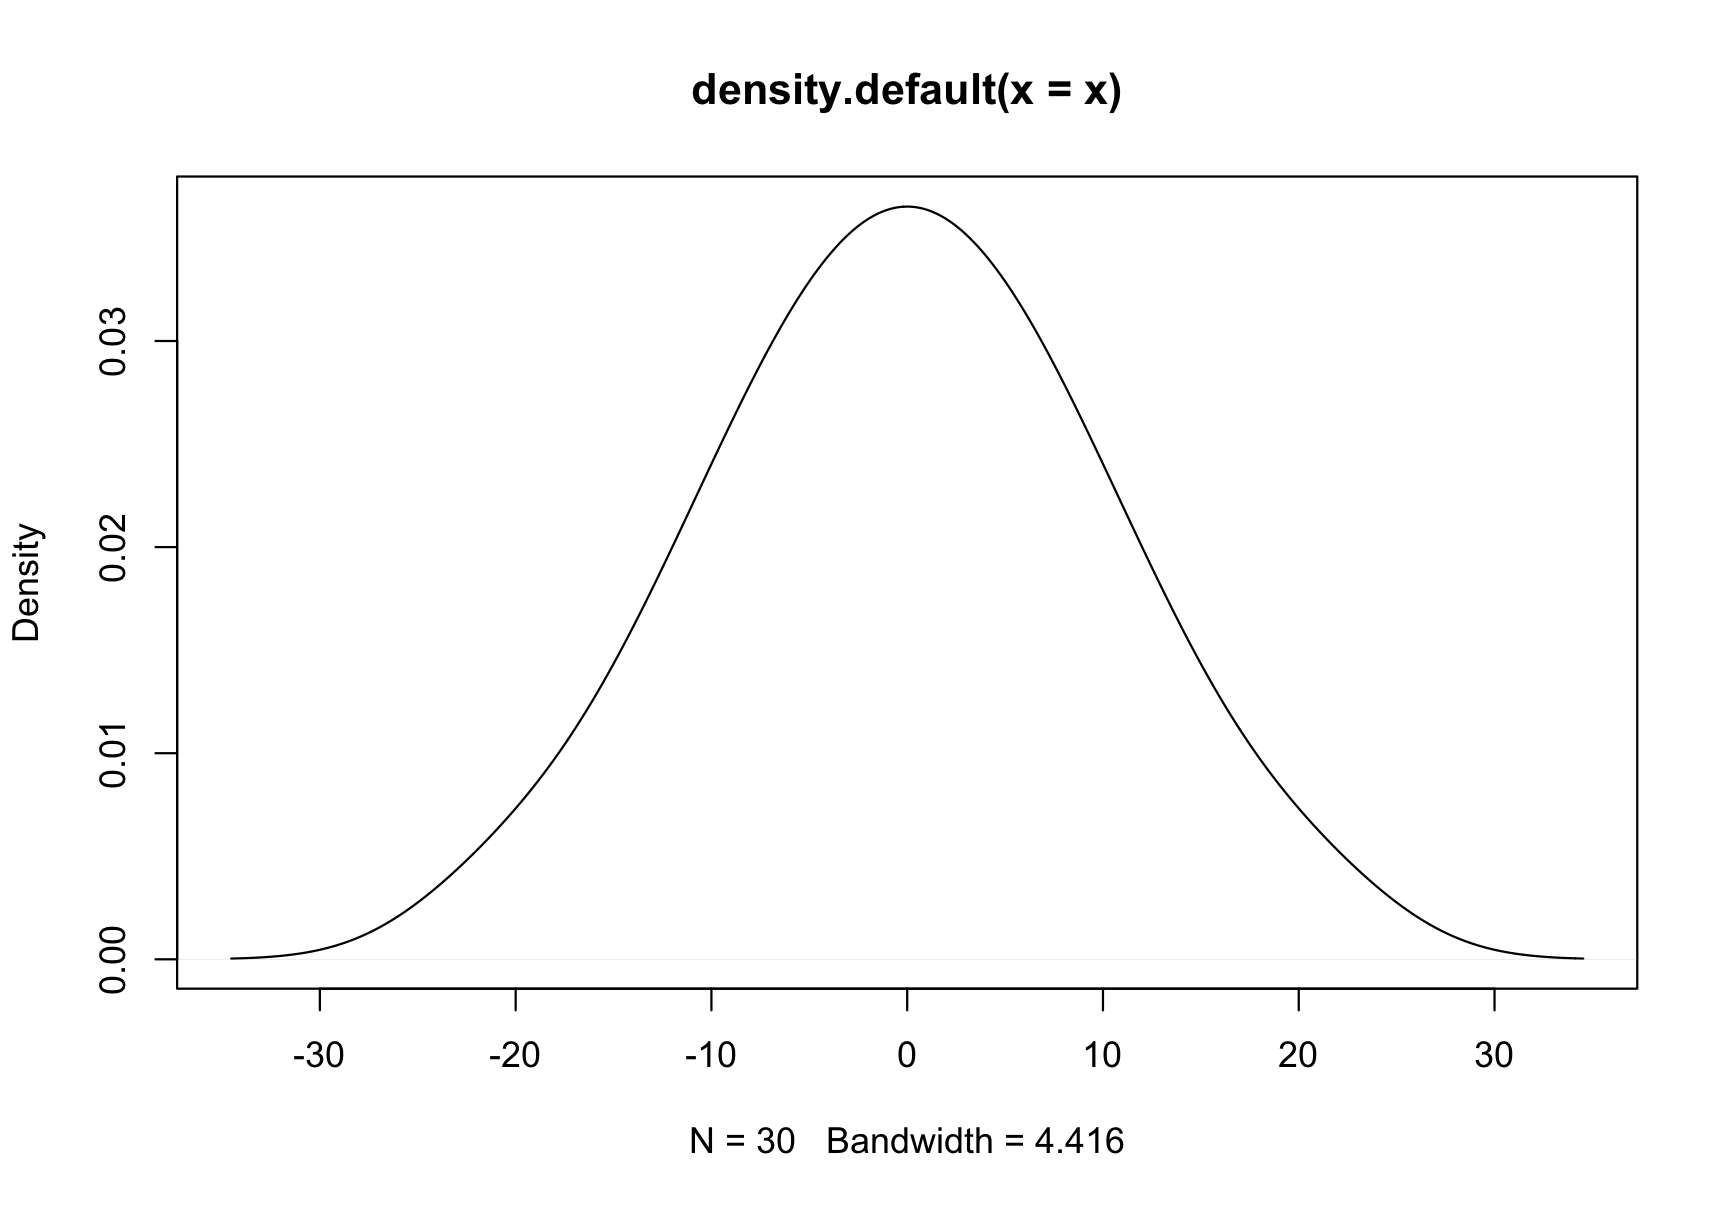 density.default(x = x)
Density
0.03
0.02
0.01
0.00
-30 -20 -10 0 10 20 30
N = 30 Bandwidth = 4.416